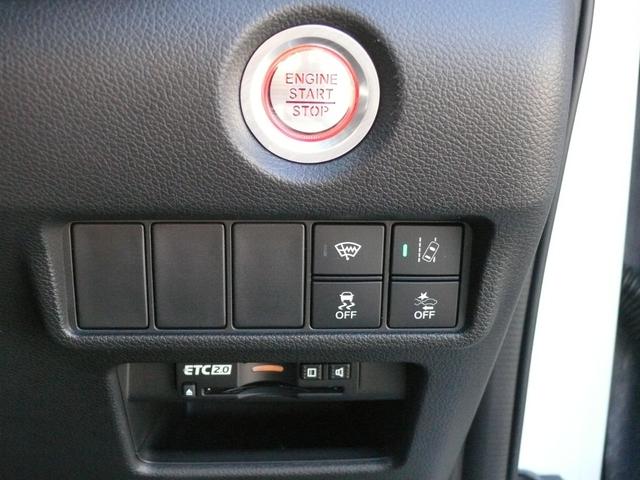 ENGINE
START
STOP
OFF
OFF
ETC2.0